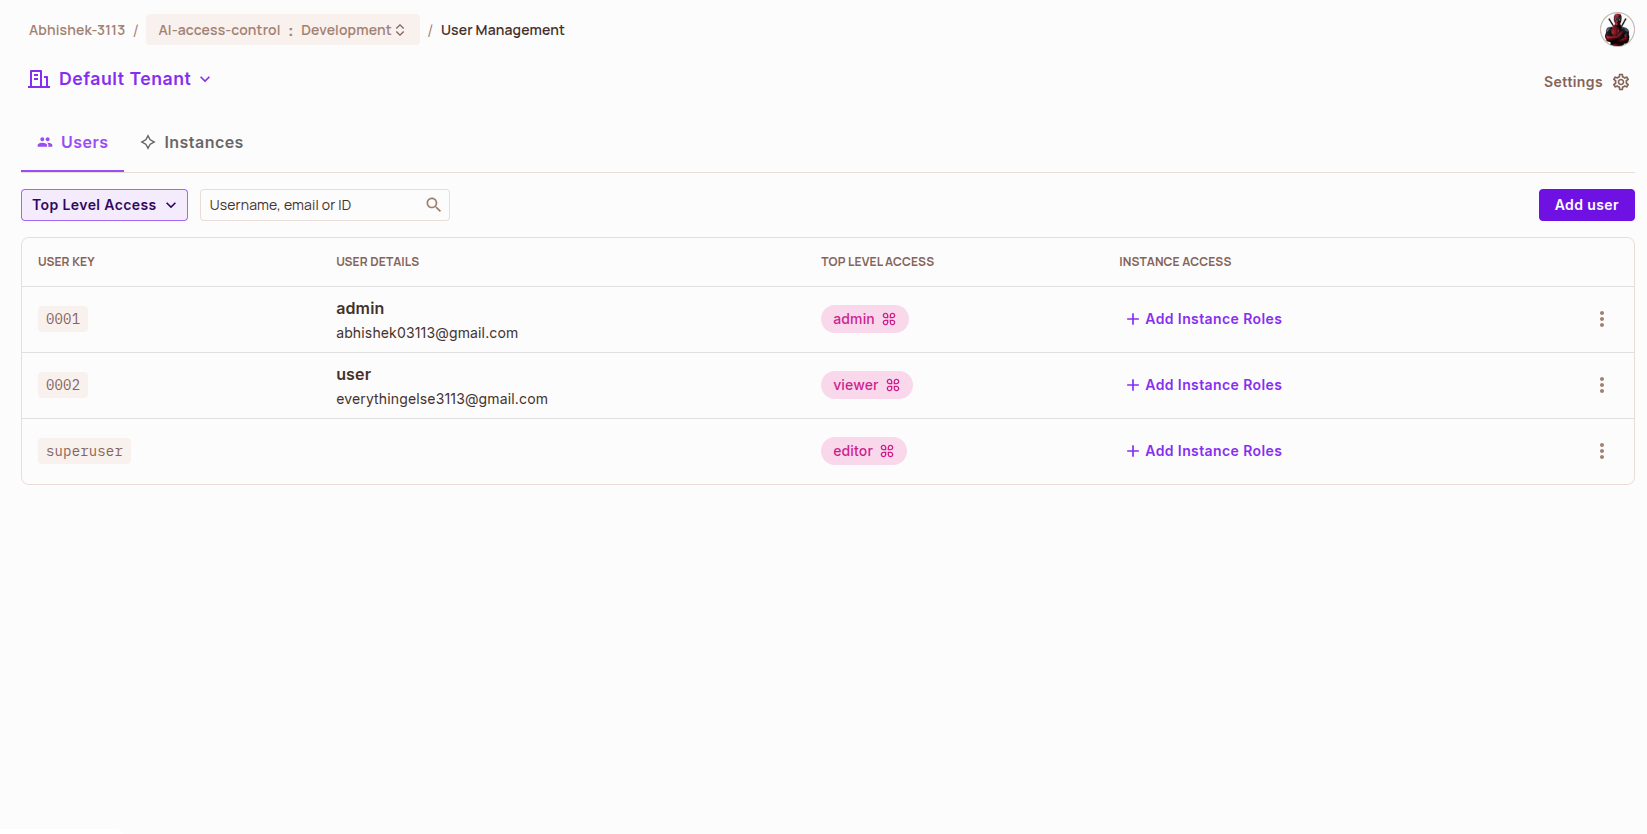 Abhishek-3113 / AI-access-control : Development / User Management
Default Tenant
Settings
Users Instances
Top Level Access Username, email or ID Add user
USER KEY USER DETAILS TOP LEVEL ACCESS INSTANCE ACCESS
0001 admin admin + Add Instance Roles
abhishek03113@gmail.com
0002 user viewer + Add Instance Roles
everythingelse3113@gmail.com
superuser editor + Add Instance Roles